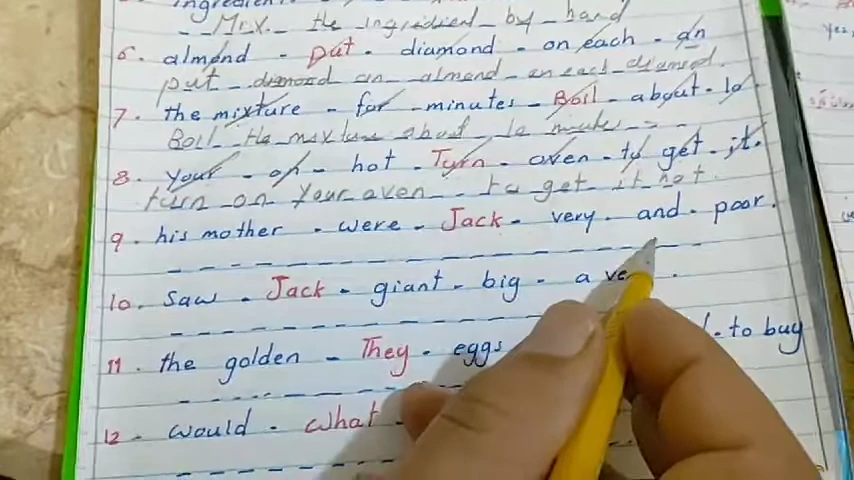 ingredients
Mix the ingredient by hand
6. almond - put - diamond - on each - an
put diamond an almond on each diamond.
7. the mixture - for - minutes - Boil - about - 10
Boil the mixture about 10 minutes
8. your - on - hot - Turn - oven - to get - it.
turn on your oven to get it hot.
9. his mother - were - Jack - very - and - poor.
10. Saw - Jack - giant - big - a
11. the golden - They - eggs to buy
12. would - what